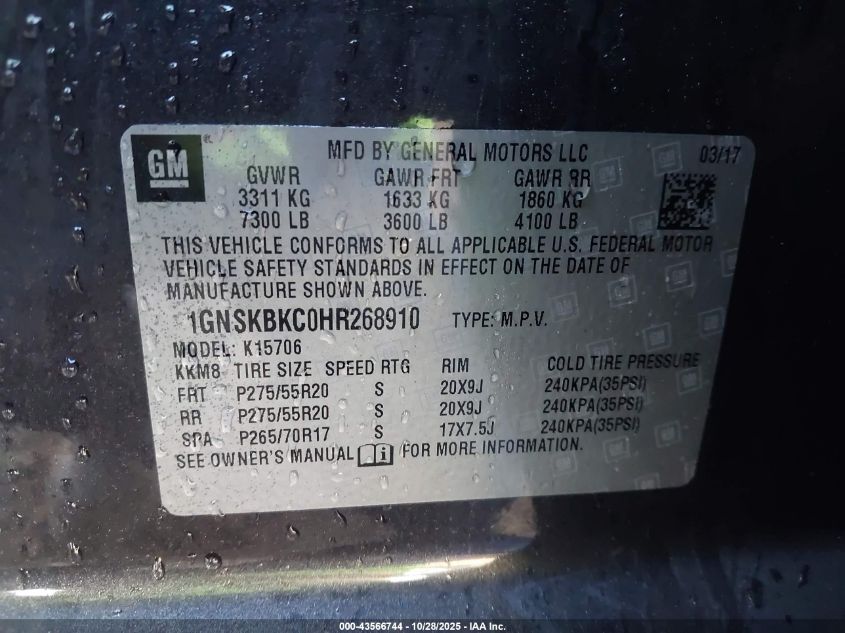 GM
MFD BY GENERAL MOTORS LLC 03/17
GVWR GAWR FRT GAWR RR
3311 KG 1633 KG 1860 KG
7300 LB 3600 LB 4100 LB
THIS VEHICLE CONFORMS TO ALL APPLICABLE U.S. FEDERAL MOTOR
VEHICLE SAFETY STANDARDS IN EFFECT ON THE DATE OF
MANUFACTURE SHOWN ABOVE.
1GNSKBKC0HR268910 TYPE: M.P.V.
MODEL: K15706
KKM8 TIRE SIZE SPEED RTG RIM COLD TIRE PRESSURE
FRT P275/55R20 S 20X9J 240KPA(35PSI)
RR P275/55R20 S 20X9J 240KPA(35PSI)
SPA P265/70R17 S 17X7.5J 240KPA(35PSI)
SEE OWNER'S MANUAL i FOR MORE INFORMATION.
000-43566744 | 10/28/2025 - IAA Inc.